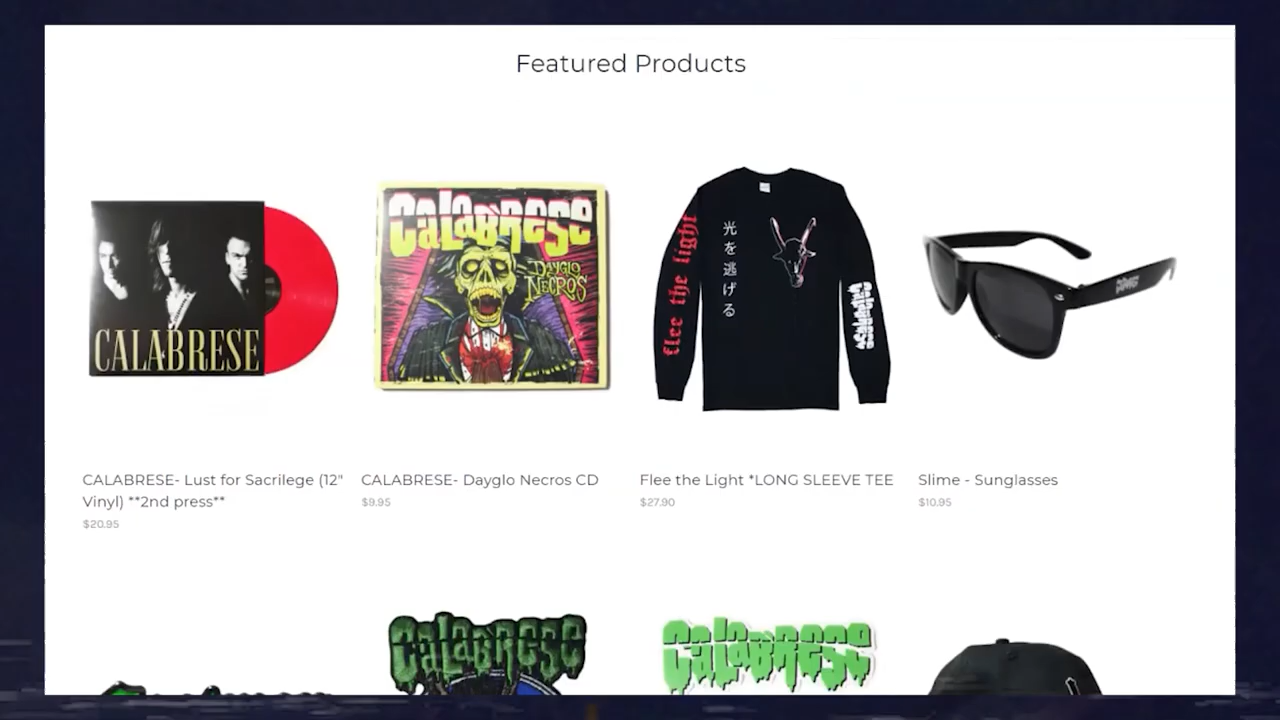 Featured Products
CALABRESE
CALABRESE
DAYGLO
NECROS
flee the light
光を逃げる
CALABRESE
CALABRESE- Lust for Sacrilege (12"
Vinyl) **2nd press**
$20.95
CALABRESE- Dayglo Necros CD
$9.95
Flee the Light *LONG SLEEVE TEE
$27.90
Slime - Sunglasses
$10.95
CALABRESE
CALABRESE